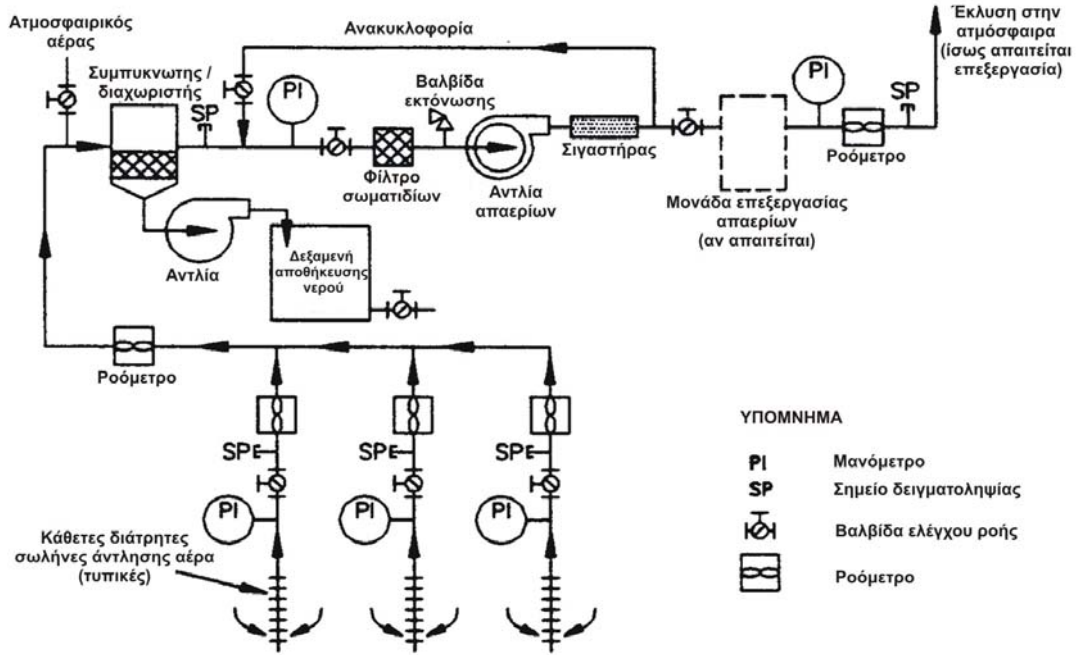 Ατμοσφαιρικός
αέρας
Συμπυκνωτης /
διαχωριστής
SP
Ανακυκλοφορία
PI
Βαλβίδα
εκτόνωσης
Φίλτρο
σωματιδίων
Αντλία
απαερίων
Σιγαστήρας
Μονάδα επεξεργασίας
απαερίων
(αν απαιτείται)
PI
Ροόμετρο
SP
Έκλυση στην
ατμόσφαιρα
(ίσως απαιτείται
επεξεργασία)
Αντλία
Δεξαμενή
αποθήκευσης
νερού
Ροόμετρο
SP
SP
SP
PI
PI
PI
Κάθετες διάτρητες
σωλήνες άντλησης αέρα
(τυπικές)
ΥΠΟΜΝΗΜΑ
PI Μανόμετρο
SP Σημείο δειγματοληψίας
Βαλβίδα ελέγχου ροής
Ροόμετρο